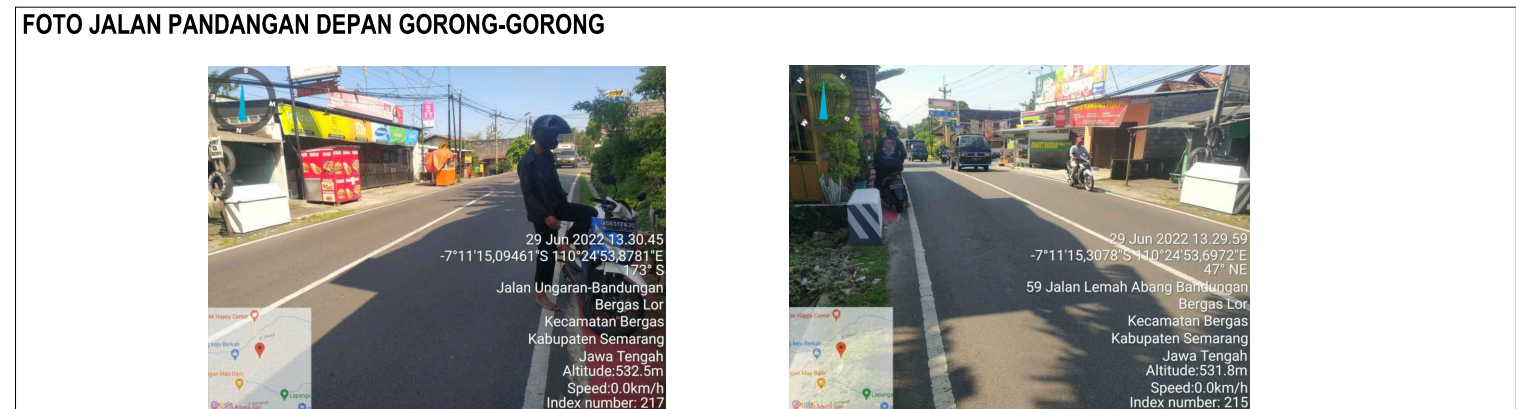 FOTO JALAN PANDANGAN DEPAN GORONG-GORONG
29 Jun 2022 13.30.45
-7°11'15,09461"S 110°24'53,8781"E
173° S
Jalan Ungaran-Bandungan
Bergas Lor
Kecamatan Bergas
Kabupaten Semarang
Jawa Tengah
Altitude:532.5m
Speed:0.0km/h
Index number: 217
29 Jun 2022 13.29.59
-7°11'15,3078"S 110°24'53,6972"E
47° NE
59 Jalan Lemah Abang Bandungan
Bergas Lor
Kecamatan Bergas
Kabupaten Semarang
Jawa Tengah
Altitude:531.8m
Speed:0.0km/h
Index number: 215